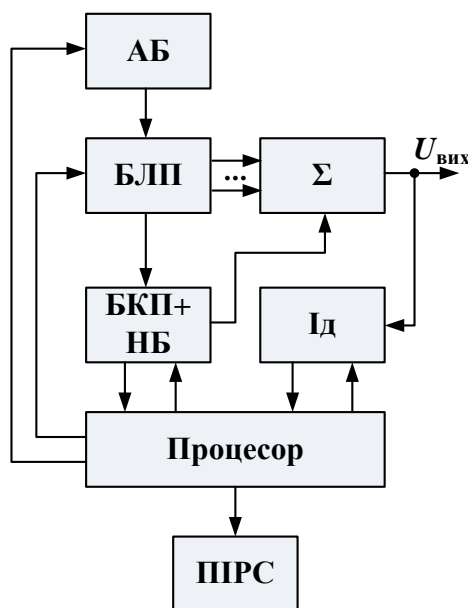 АБ
БЛП
...
Σ
Uвих
БКП+
НБ
Ід
Процесор
ПІРС